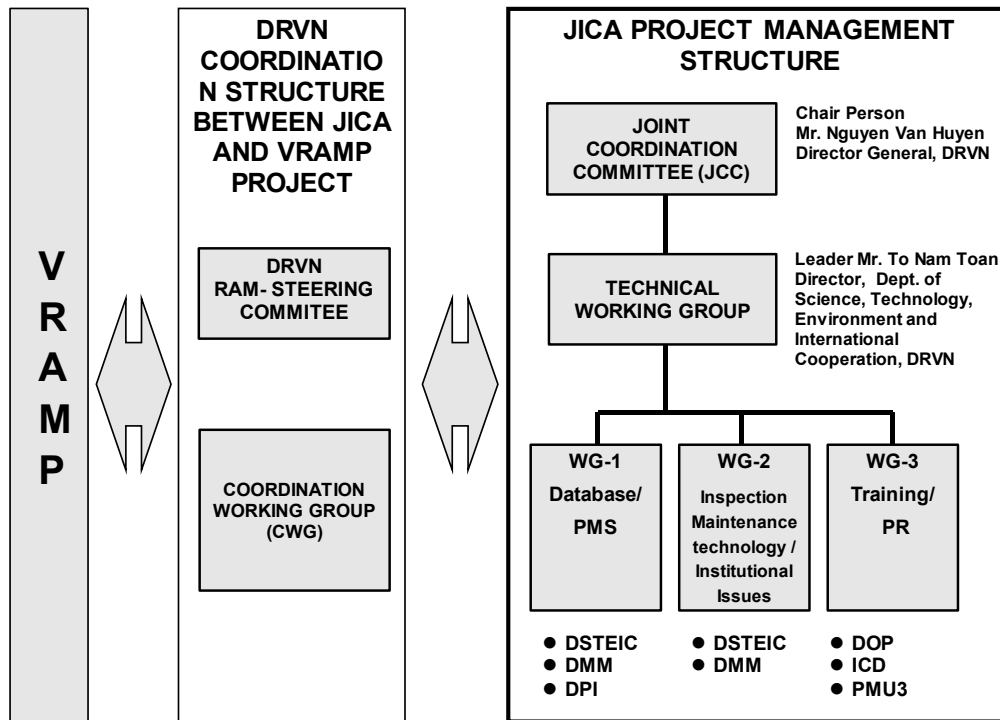 V
R
A
M
P
DRVN
COORDINATIO
N STRUCTURE
BETWEEN JICA
AND VRAMP
PROJECT
DRVN
RAM- STEERING
COMMITEE
COORDINATION
WORKING GROUP
(CWG)
JICA PROJECT MANAGEMENT
STRUCTURE
JOINT
COORDINATION
COMMITTEE (JCC)
Chair Person
Mr. Nguyen Van Huyen
Director General, DRVN
TECHNICAL
WORKING GROUP
Leader Mr. To Nam Toan
Director, Dept. of
Science, Technology,
Environment and
International
Cooperation, DRVN
WG-1
Database/
PMS
WG-2
Inspection
Maintenance
technology /
Institutional
Issues
WG-3
Training/
PR
● DSTEIC
● DMM
● DPI
● DSTEIC
● DMM
● DOP
● ICD
● PMU3